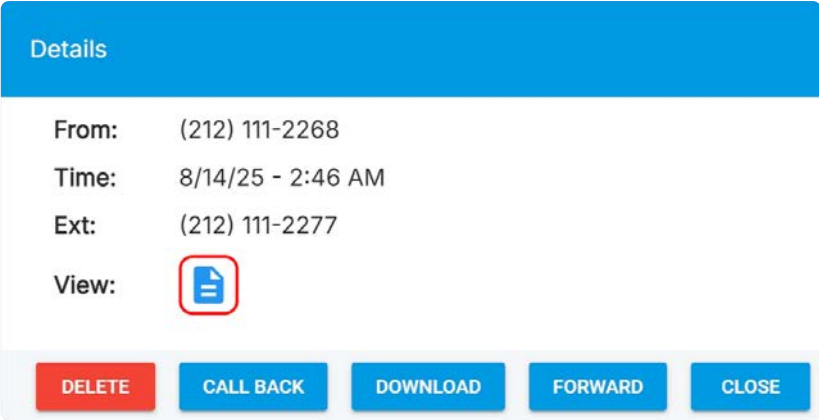 Details
From: (212) 111-2268
Time: 8/14/25 - 2:46 AM
Ext: (212) 111-2277
View:
DELETE CALL BACK DOWNLOAD FORWARD CLOSE